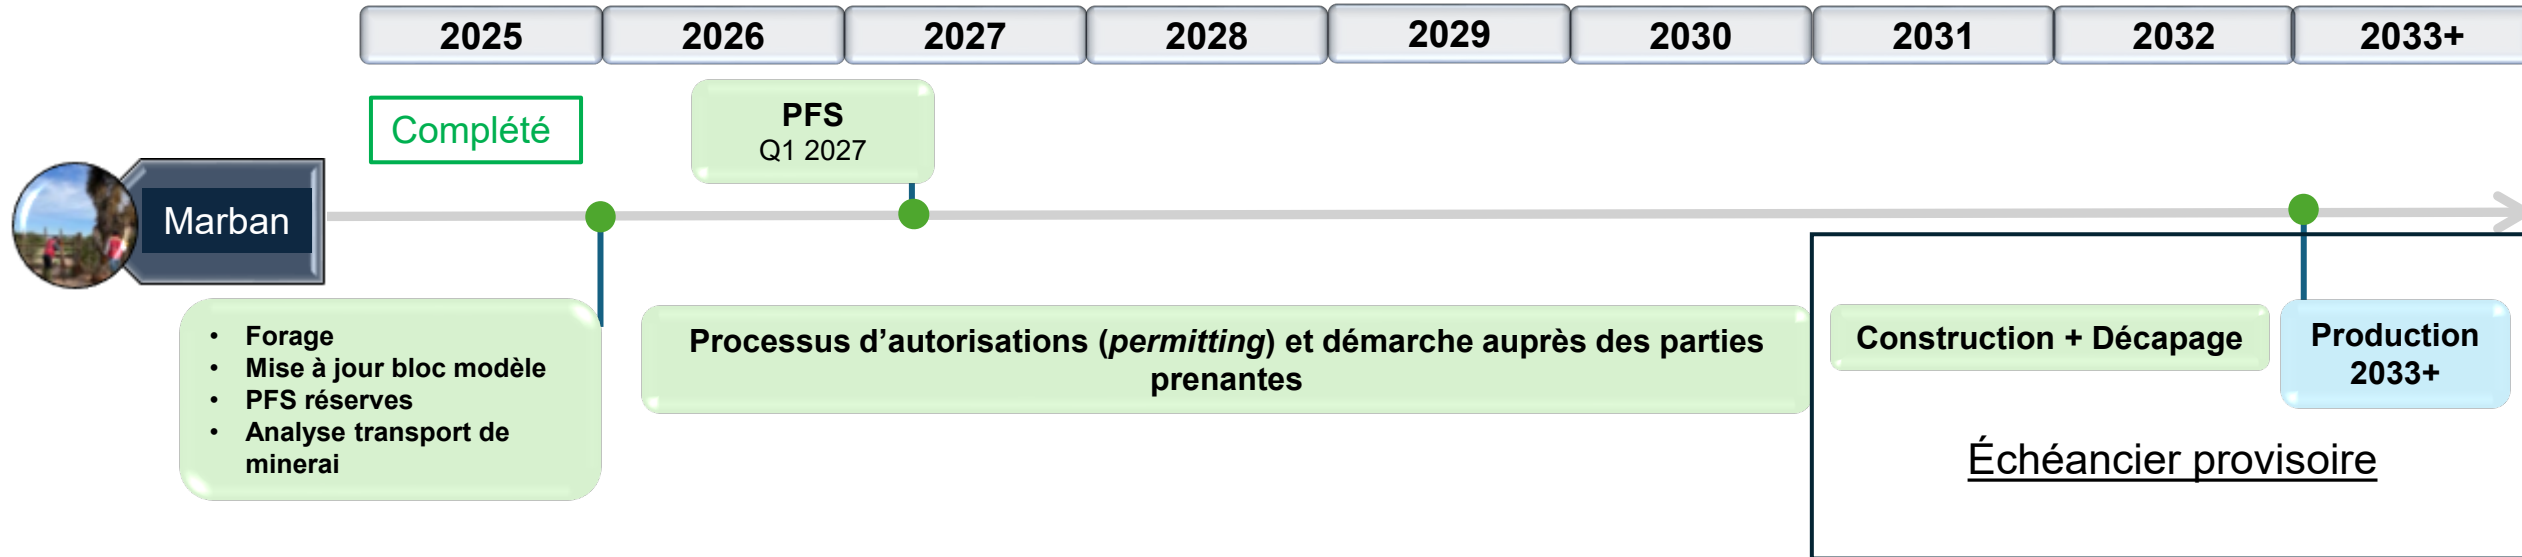 2025
2026
2027
2028
2029
2030
2031
2032
2033+
Complété
PFS
Q1 2027
Marban
• Forage
• Mise à jour bloc modèle
• PFS réserves
• Analyse transport de
minerai
Processus d'autorisations (permitting) et démarche auprès des parties
prenantes
Construction + Décapage
Production
2033+
Échéancier provisoire